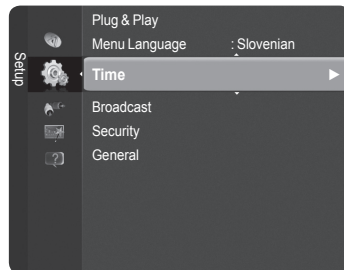 Setup
Plug & Play
Menu Language : Slovenian
Time
Broadcast
Security
General